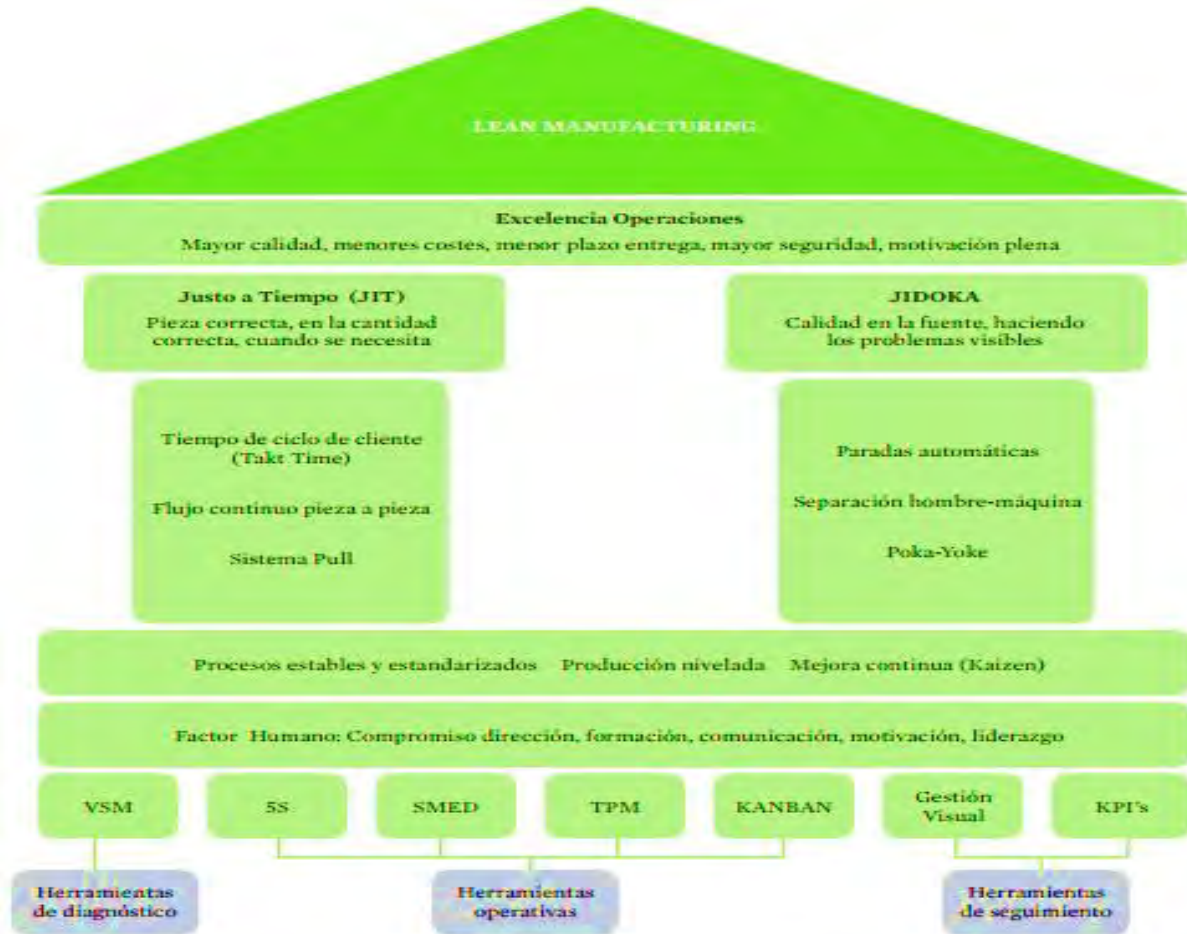 LEAN MANUFACTURING
Excelencia Operaciones
Mayor calidad, menores costes, menor plazo entrega, mayor seguridad, motivación plena
Justo a Tiempo (JIT)
Pieza correcta, en la cantidad
correcta, cuando se necesita
JIDOKA
Calidad en la fuente, haciendo
los problemas visibles
Tiempo de ciclo de cliente
(Takt Time)
Flujo continuo pieza a pieza
Sistema Pull
Paradas automáticas
Separación hombre-máquina
Poka-Yoke
Procesos estables y estandarizados Producción nivelada Mejora continua (Kaizen)
Factor Humano: Compromiso dirección, formación, comunicación, motivación, liderazgo
VSM
5S
SMED
TPM
KANBAN
Gestión
Visual
KPI's
Herramientas
de diagnóstico
Herramientas
operativas
Herramientas
de seguimiento